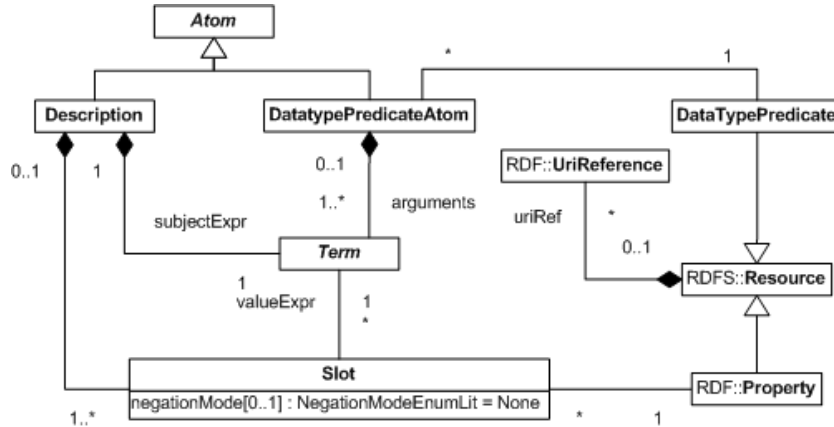 Atom
*
1
Description
DatatypePredicateAtom
DataTypePredicate
0..1
1
0..1
RDF::UriReference
1..*
arguments
uriRef
*
subjectExpr
0..1
Term
RDFS::Resource
1
valueExpr
1
*
Slot
negationMode[0..1] : NegationModeEnumLit = None
RDF::Property
1..*
*
1